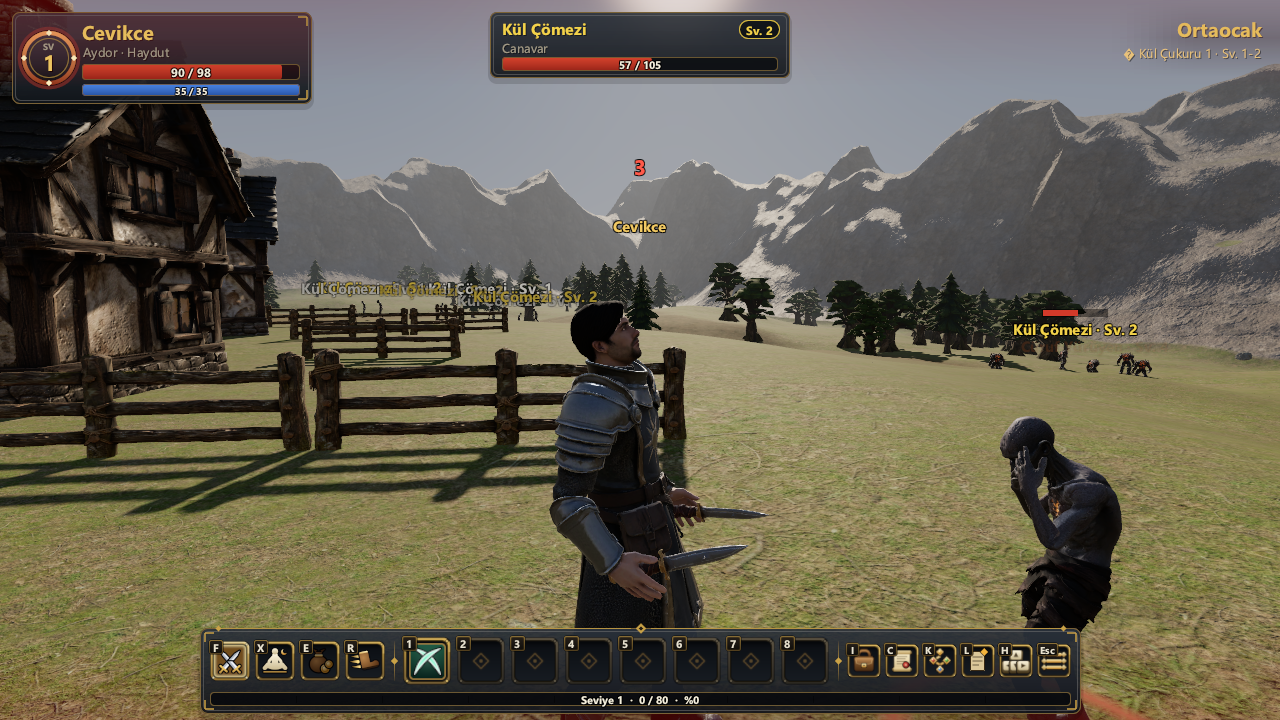 SV
1
Cevikce
Aydor · Haydut
90 / 98
35 / 35
Kül Çömezi
Sv. 2
Canavar
57 / 105
Ortaocak
� Kül Çukuru 1 · Sv. 1-2
3
Cevikce
Kül Çömezi · Sv. 2
Kül Çömezi · Sv. 2
F
X
E
R
1
2
3
4
5
6
7
8
I
C
K
L
H
Esc
Seviye 1 · 0 / 80 · %0